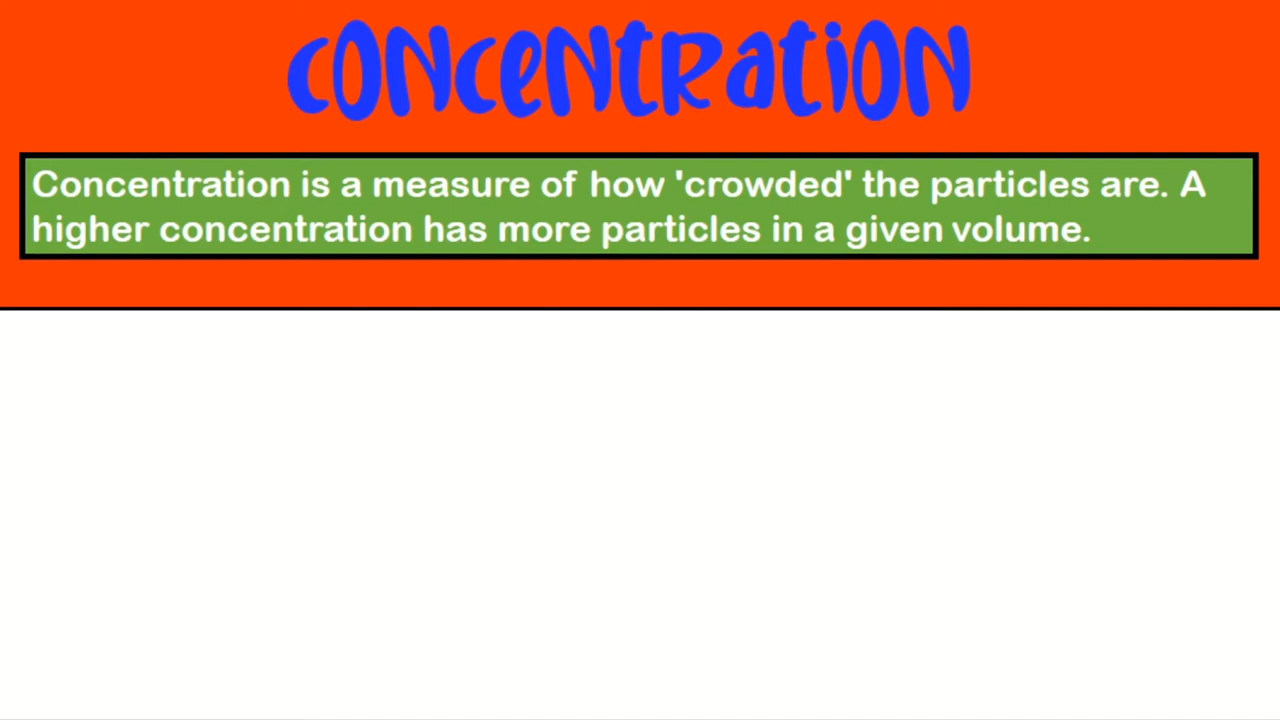 CONCENTRATION
Concentration is a measure of how 'crowded' the particles are. A
higher concentration has more particles in a given volume.